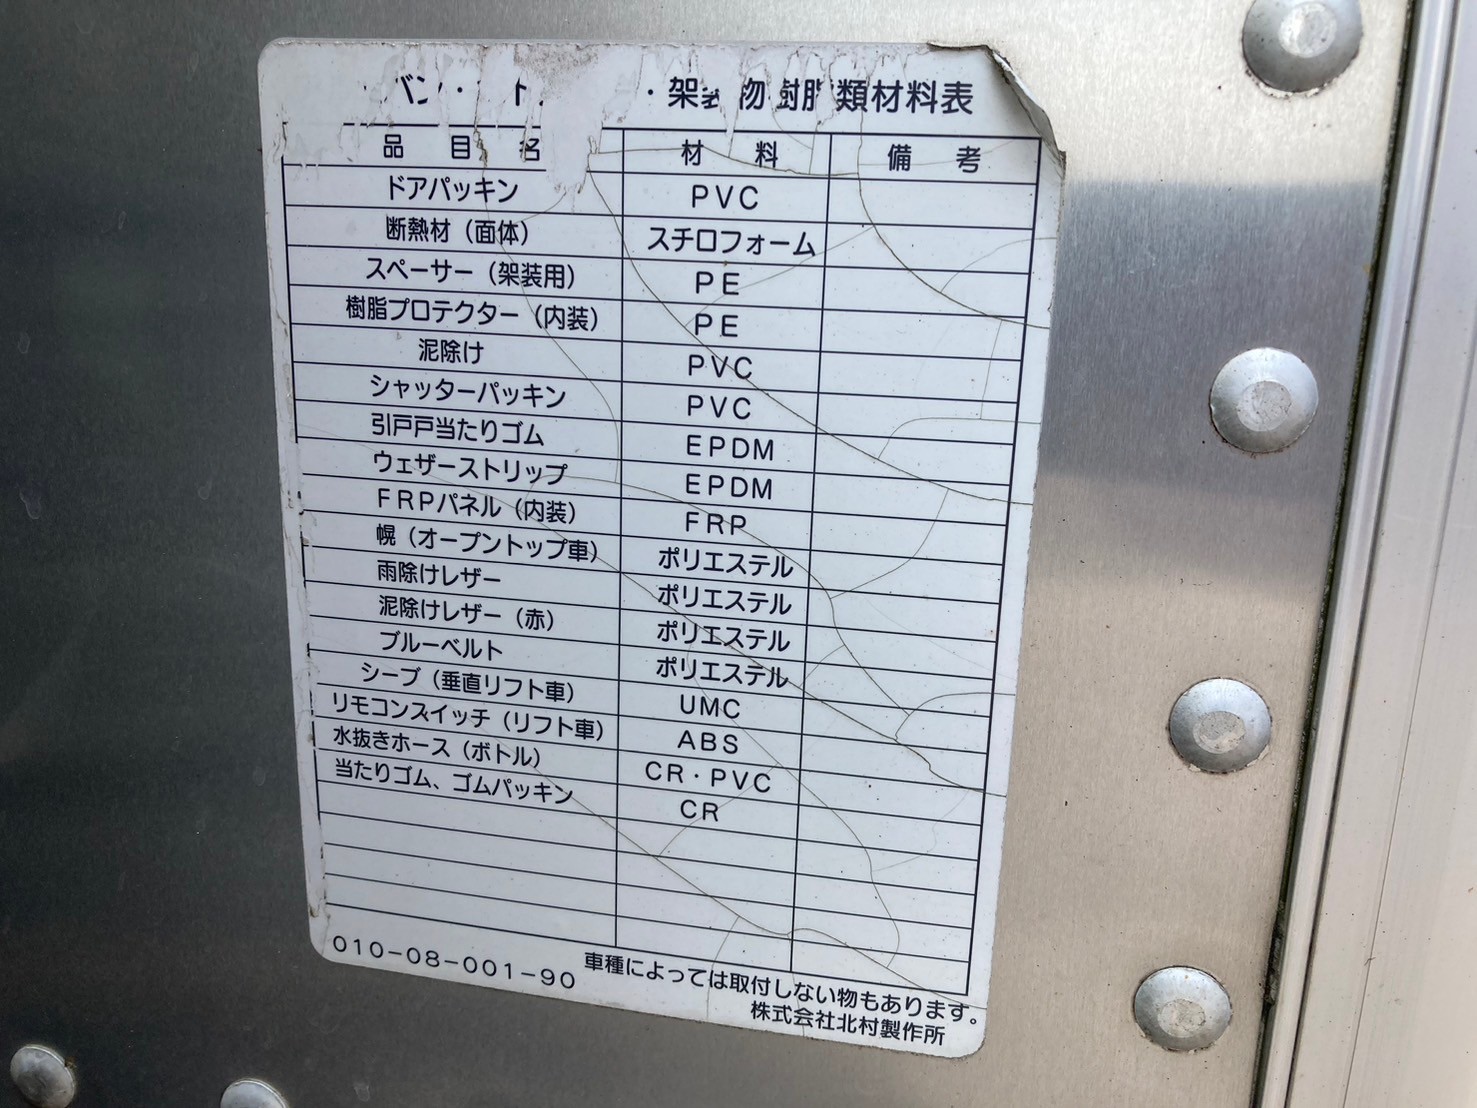 バン・ト・架装物樹脂類材料表
品目名 材料 備考
ドアパッキン PVC
断熱材（面体） スチロフォーム
スペーサー（架装用） PE
樹脂プロテクター（内装） PE
泥除け PVC
シャッターパッキン PVC
引戸戸当たりゴム EPDM
ウェザーストリップ EPDM
FRPパネル（内装） FRP
幌（オープントップ車） ポリエステル
雨除けレザー ポリエステル
泥除けレザー（赤） ポリエステル
ブルーベルト ポリエステル
シーブ（垂直リフト車） UMC
リモコンスイッチ（リフト車） ABS
水抜きホース（ボトル） CR・PVC
当たりゴム、ゴムパッキン CR
010-08-001-90
車種によっては取付しない物もあります。
株式会社北村製作所